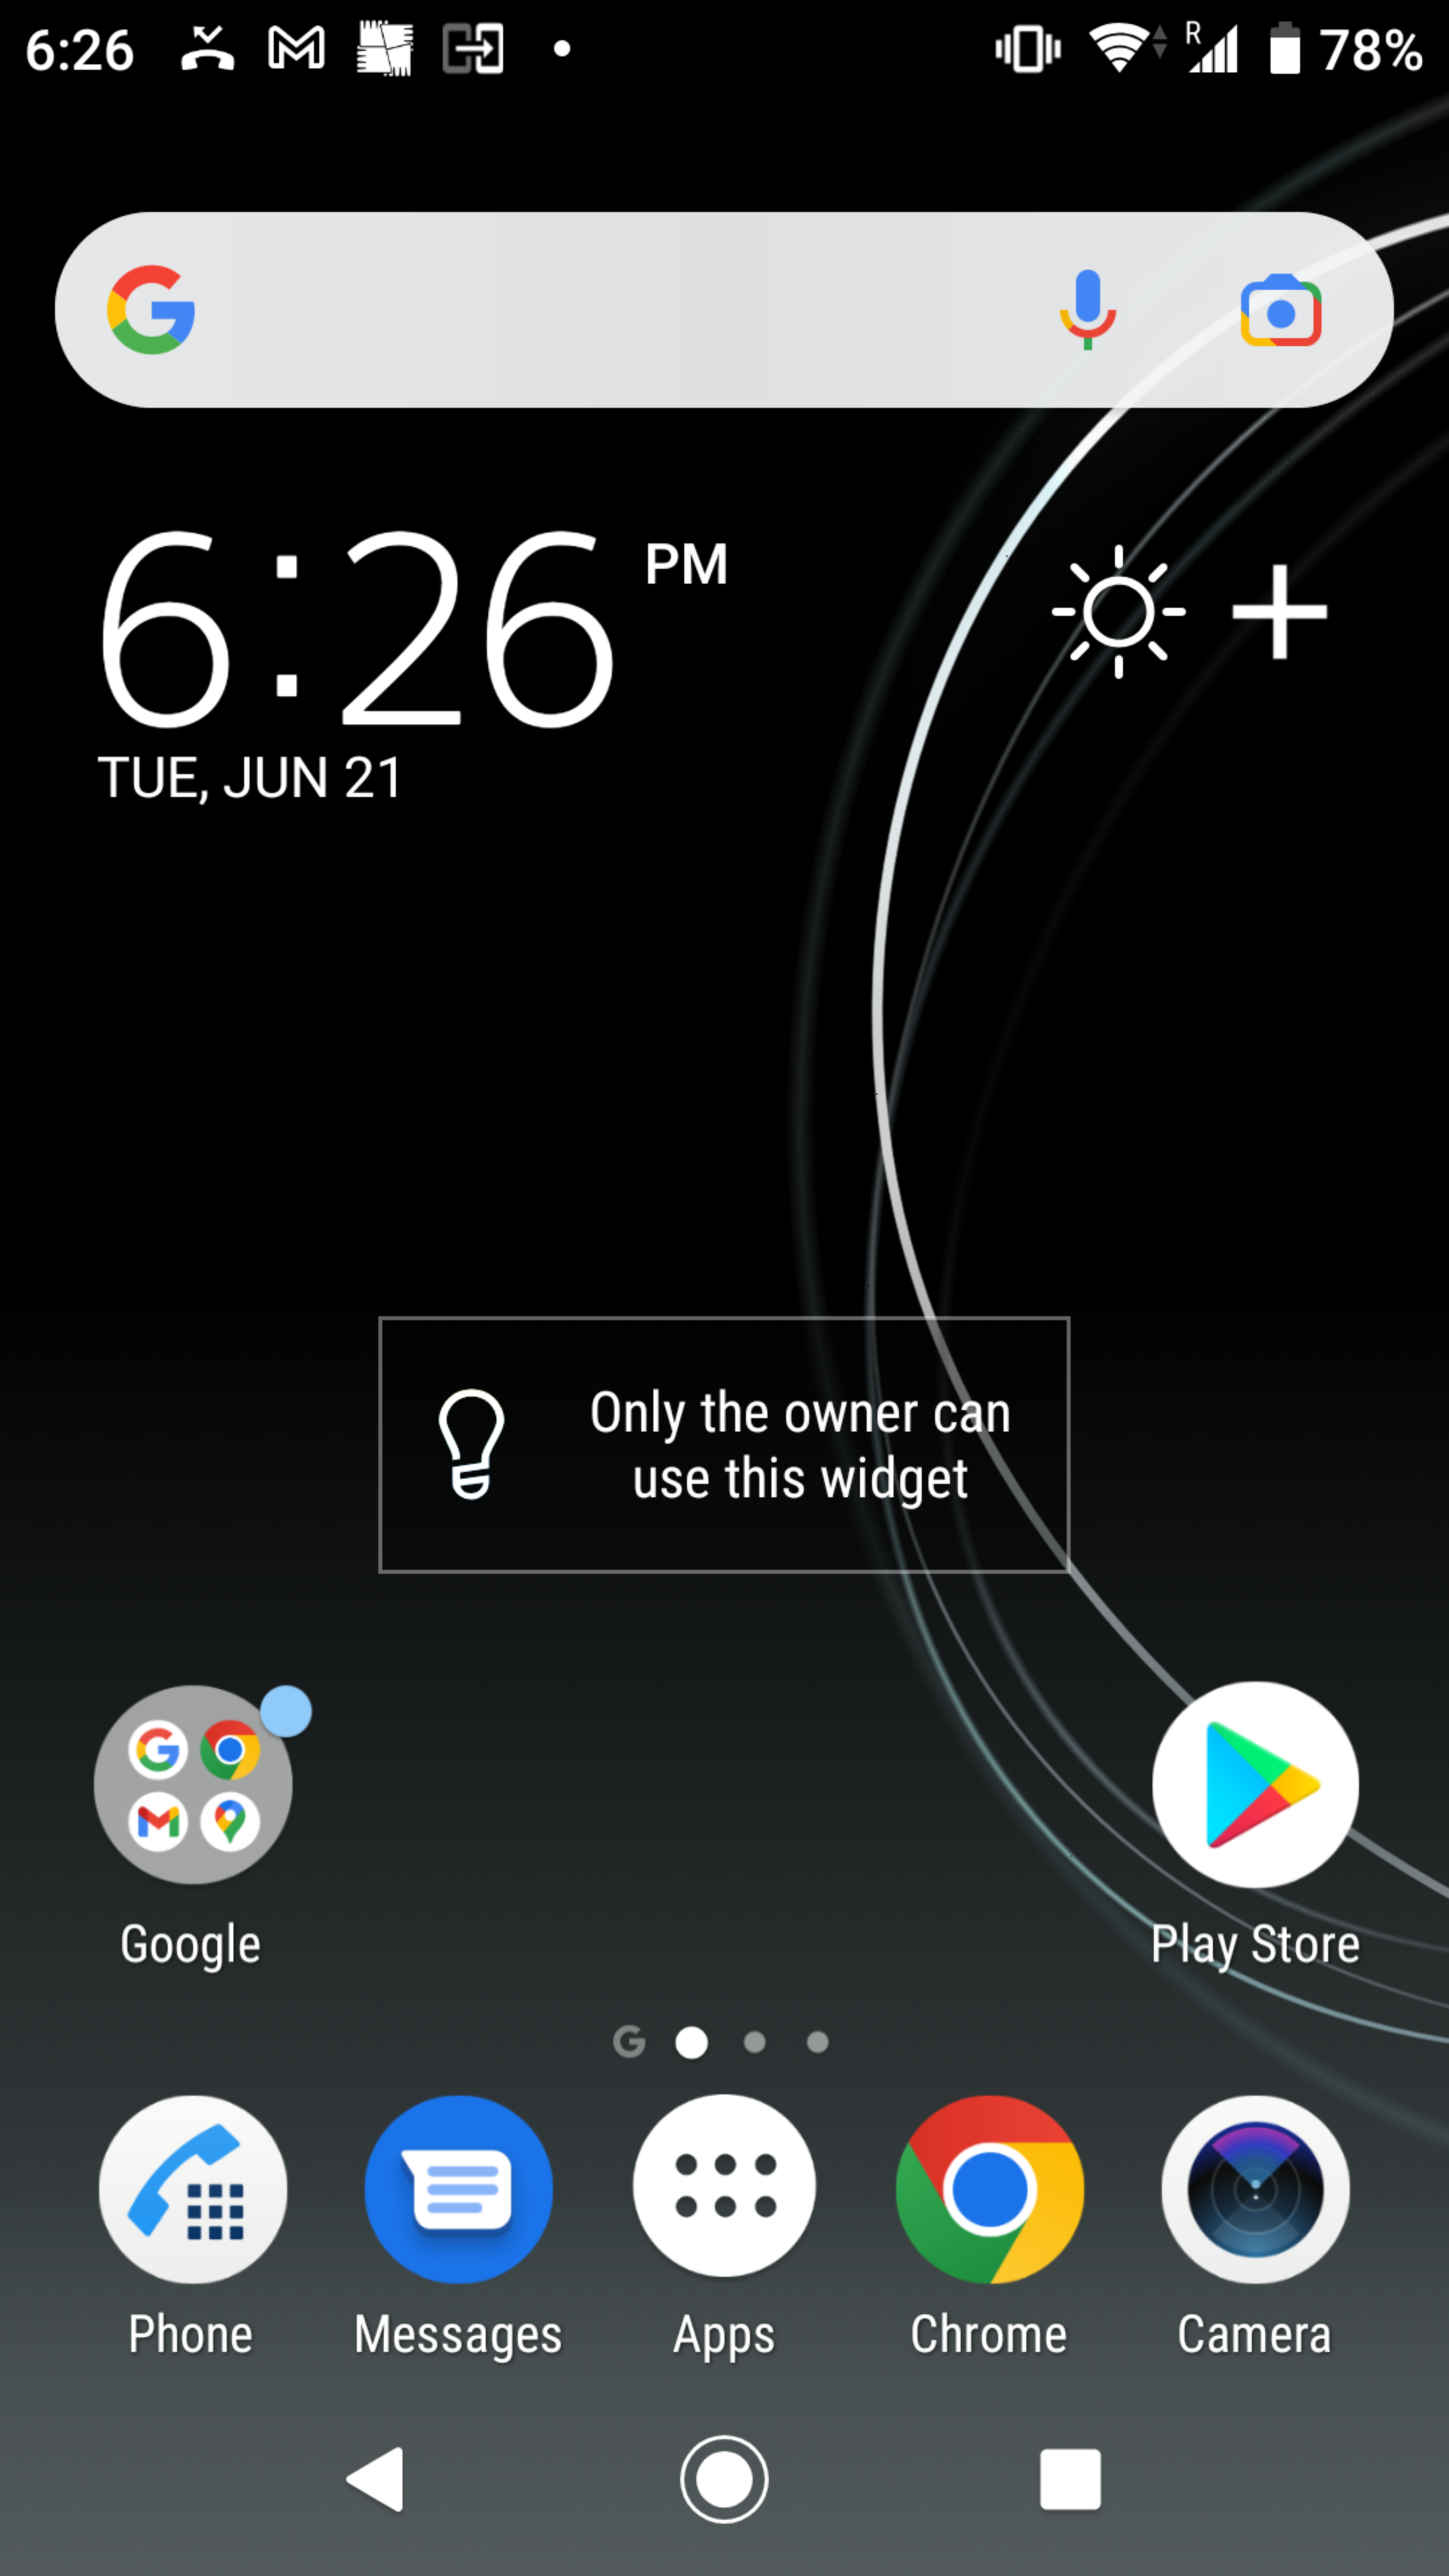 6:26
R
78%
6:26 PM
TUE, JUN 21
Only the owner can
use this widget
Google
Play Store
Phone
Messages
Apps
Chrome
Camera